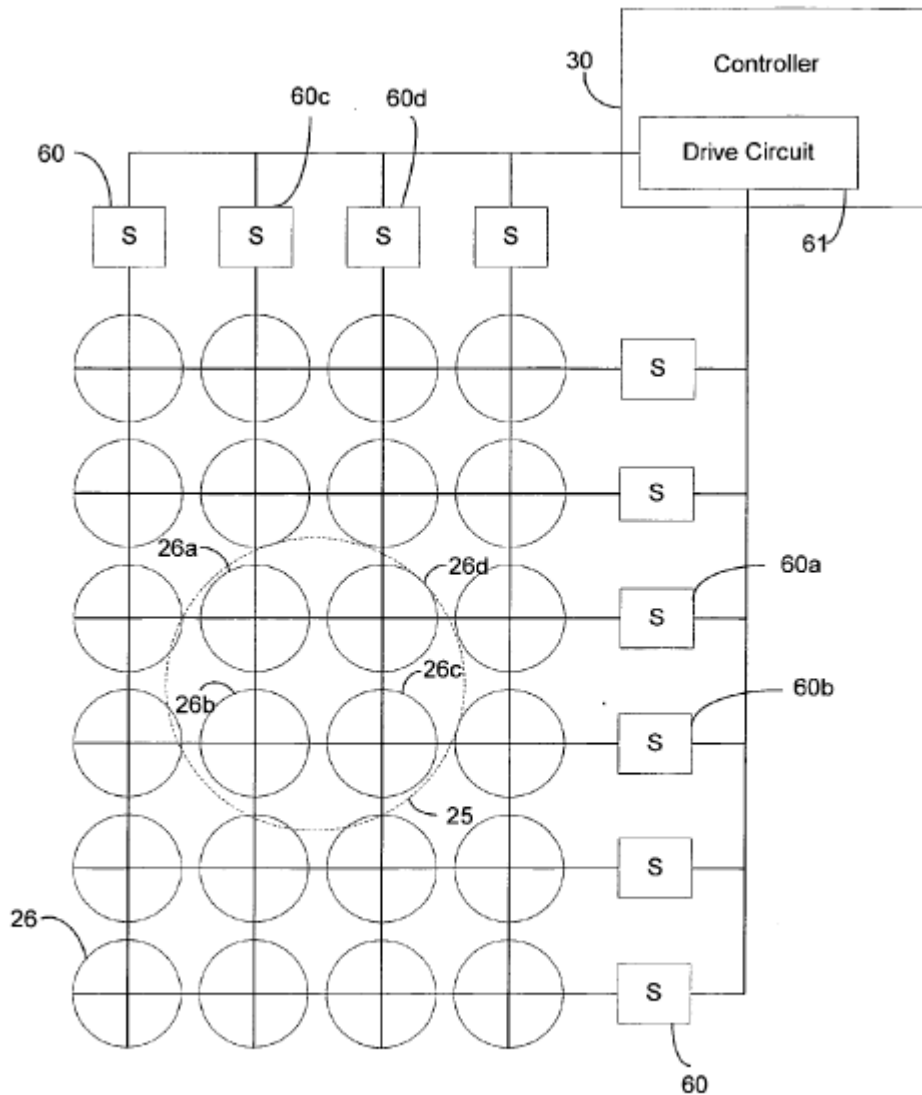 30
Controller
60c
60d
60
Drive Circuit
S
S
S
S
61
S
S
26a
26d
60a
S
26c
60b
26b
S
25
S
26
S
60